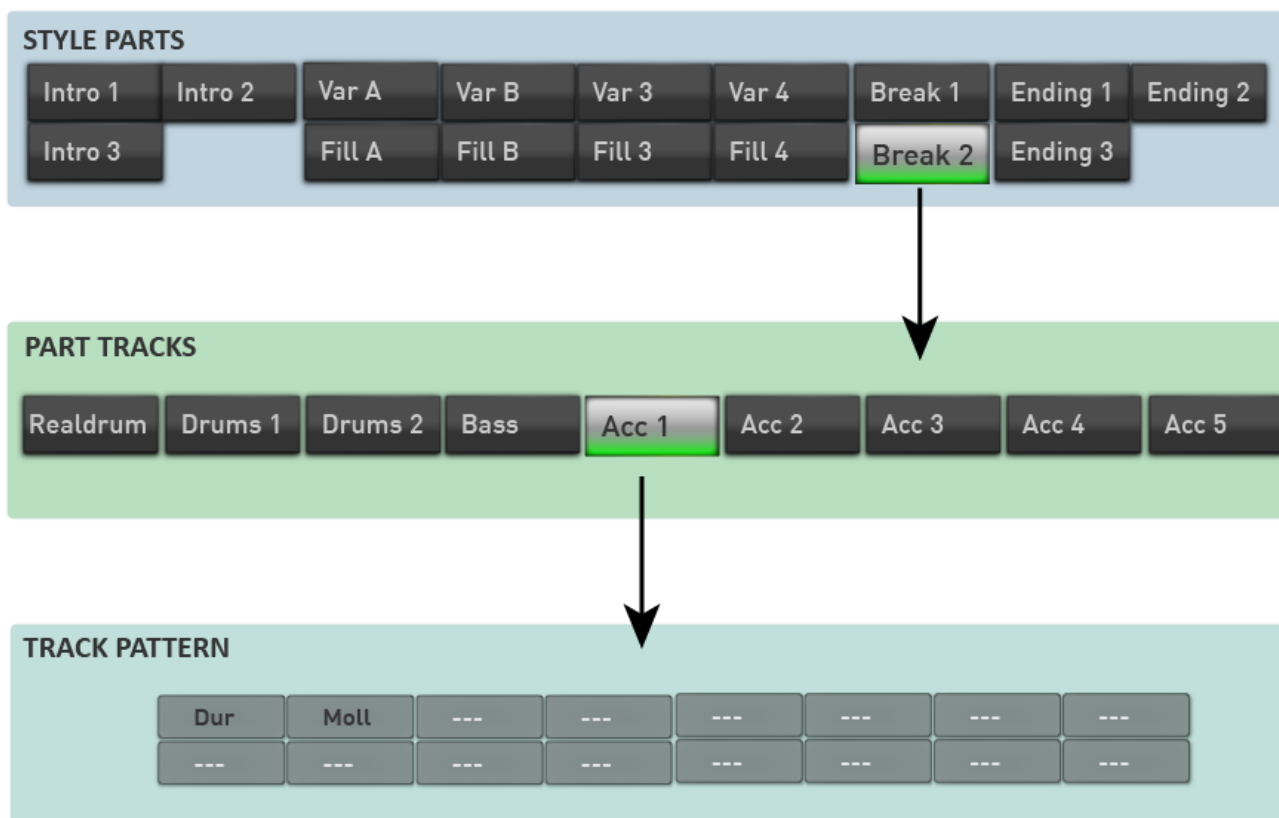 STYLE PARTS
Intro 1 Intro 2 Var A Var B Var 3 Var 4 Break 1 Ending 1 Ending 2
Intro 3 Fill A Fill B Fill 3 Fill 4 Break 2 Ending 3
PART TRACKS
Realdrum Drums 1 Drums 2 Bass Acc 1 Acc 2 Acc 3 Acc 4 Acc 5
TRACK PATTERN
Dur Moll --- --- --- --- --- ---
--- --- --- --- --- --- --- ---